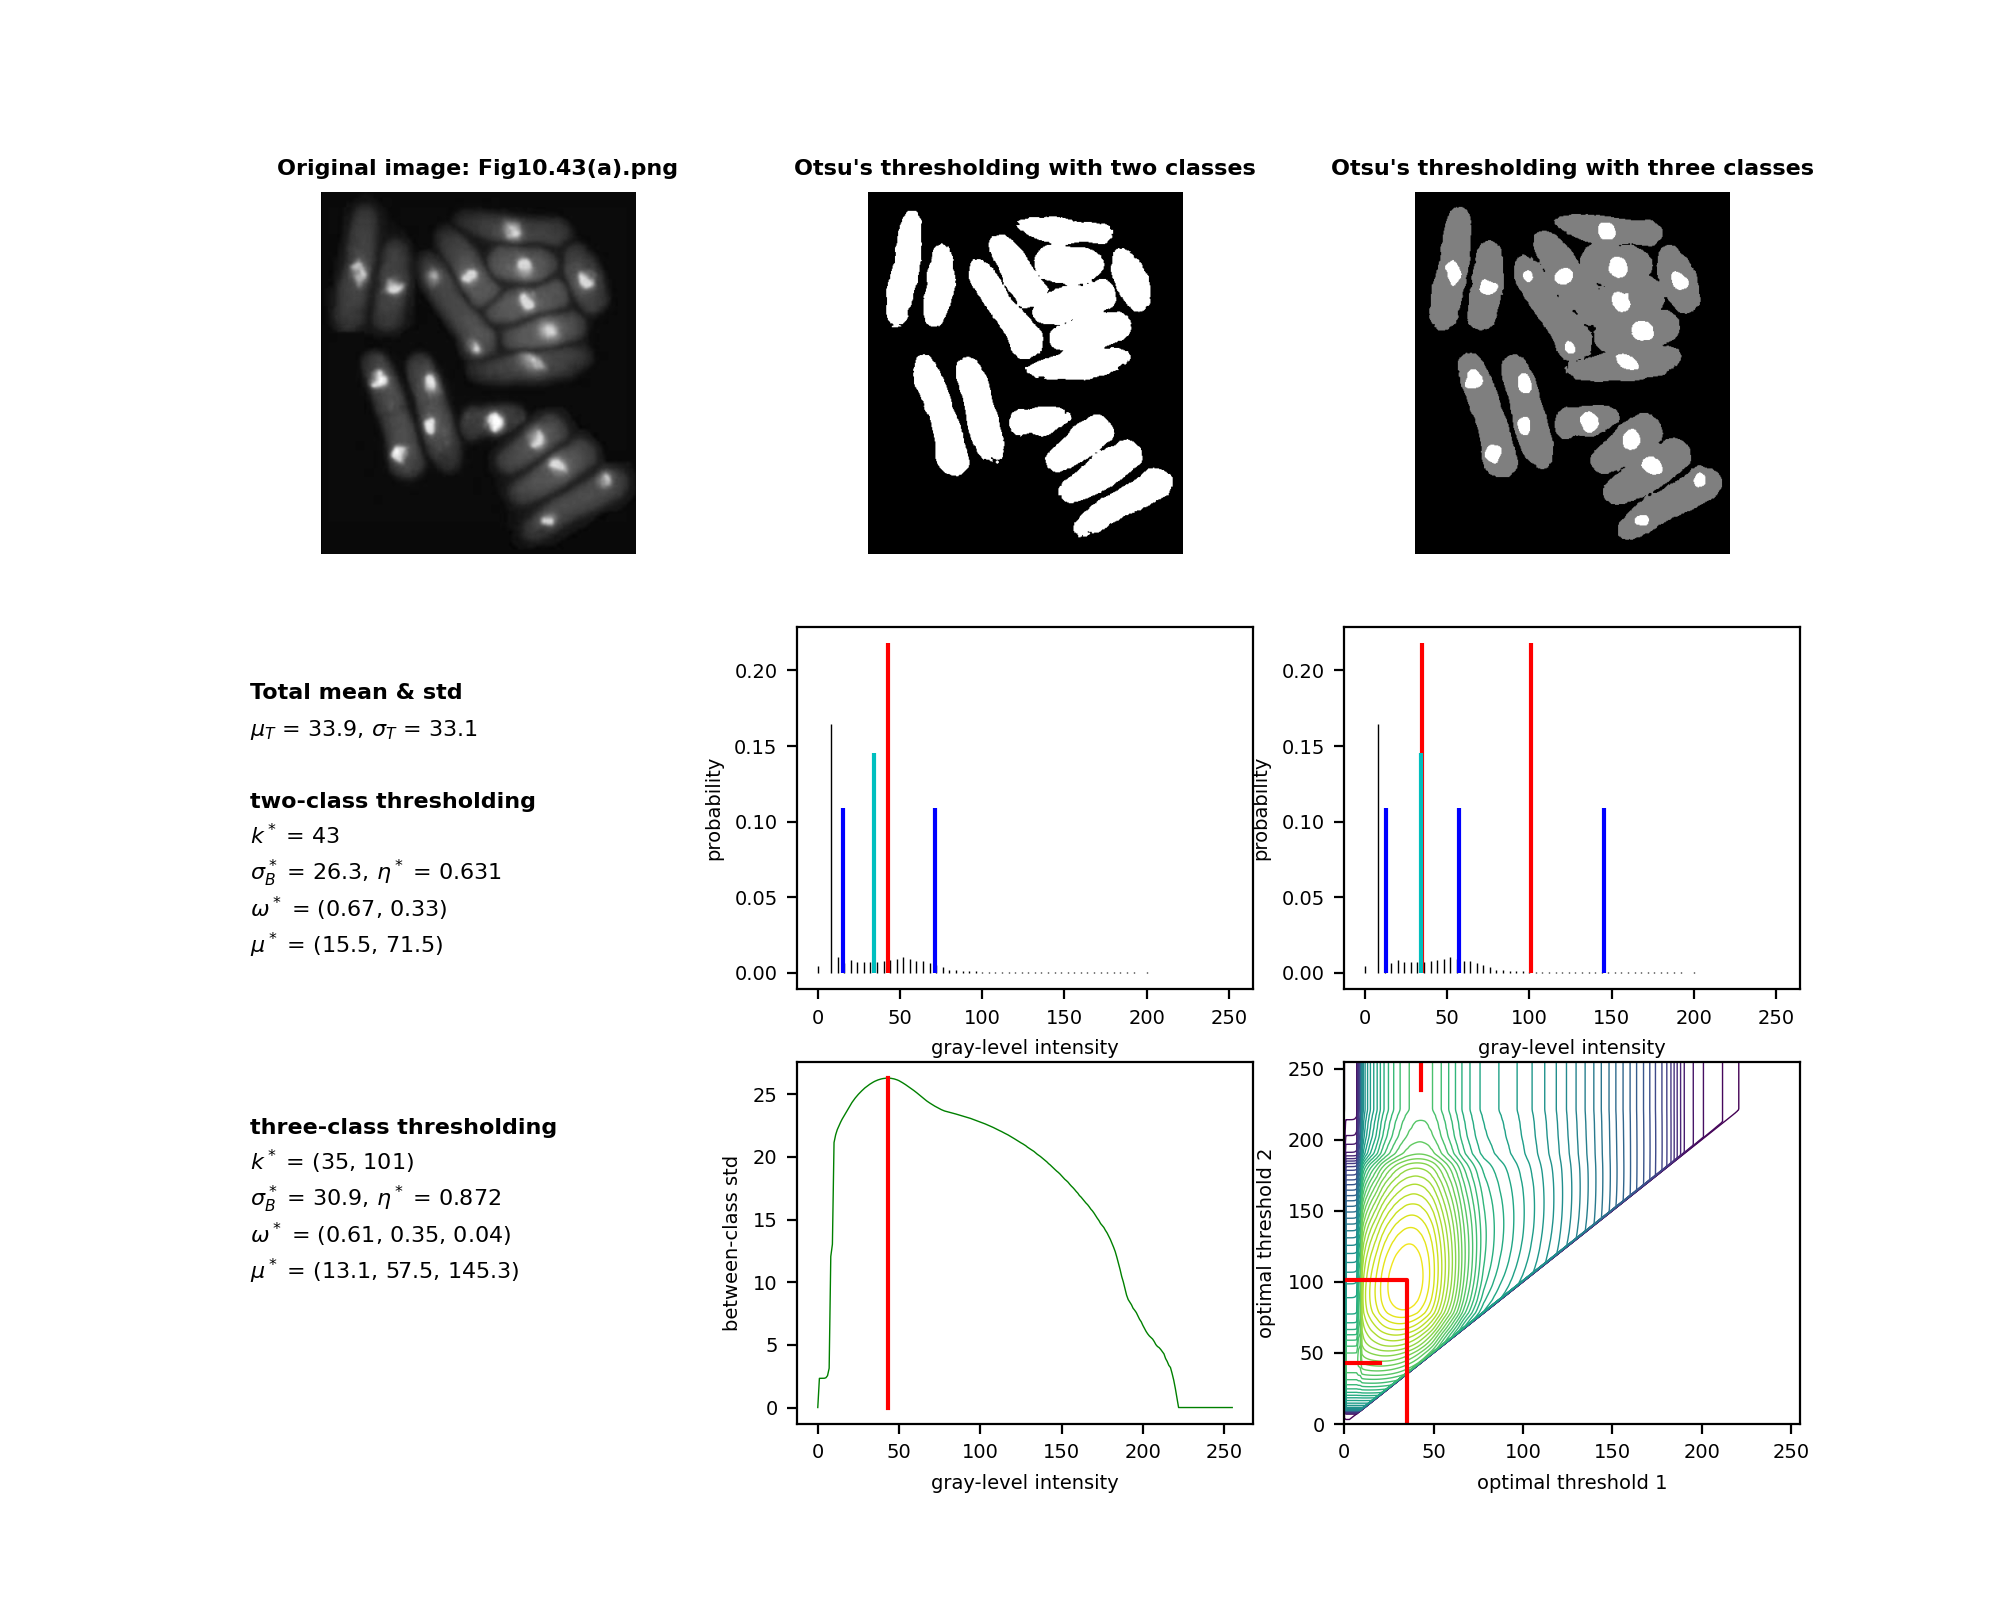 Original image: Fig10.43(a).png
Otsu's thresholding with two classes
Otsu's thresholding with three classes
Total mean & std
μT = 33.9, σT = 33.1
two-class thresholding
k* = 43
σ*B = 26.3, η* = 0.631
ω* = (0.67, 0.33)
μ* = (15.5, 71.5)
three-class thresholding
k* = (35, 101)
σ*B = 30.9, η* = 0.872
ω* = (0.61, 0.35, 0.04)
μ* = (13.1, 57.5, 145.3)
probability
0.20
0.15
0.10
0.05
0.00
0 50 100 150 200 250
gray-level intensity
probability
0.20
0.15
0.10
0.05
0.00
0 50 100 150 200 250
gray-level intensity
between-class std
25
20
15
10
5
0
0 50 100 150 200 250
gray-level intensity
optimal threshold 2
250
200
150
100
50
0
0 50 100 150 200 250
optimal threshold 1